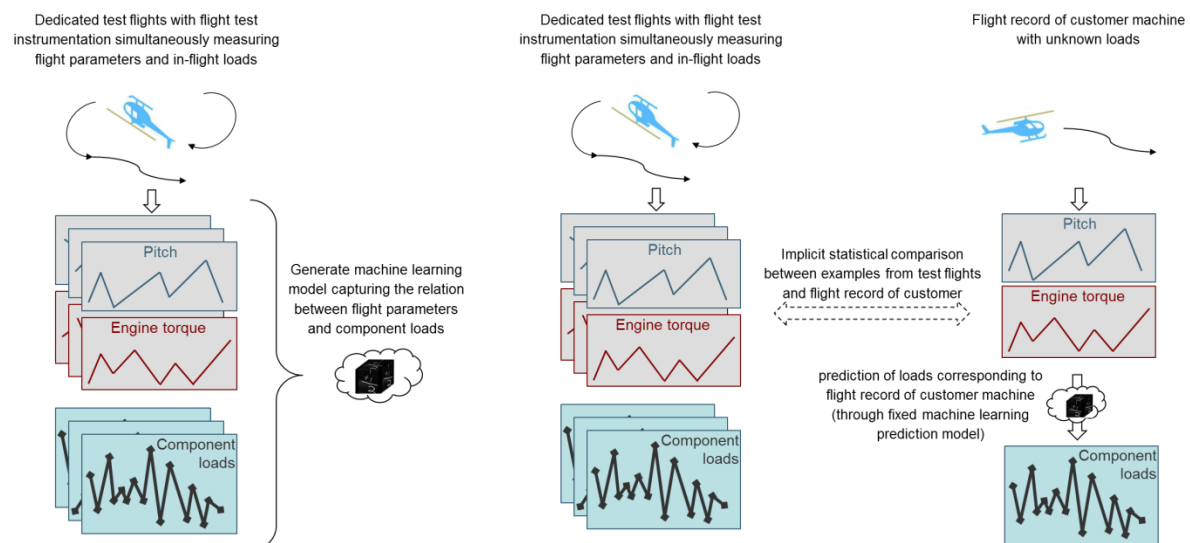 Dedicated test flights with flight test
instrumentation simultaneously measuring
flight parameters and in-flight loads
Pitch
Engine torque
Component
loads
Generate machine learning
model capturing the relation
between flight parameters
and component loads
Dedicated test flights with flight test
instrumentation simultaneously measuring
flight parameters and in-flight loads
Pitch
Engine torque
Component
loads
Implicit statistical comparison
between examples from test flights
and flight record of customer
Flight record of customer machine
with unknown loads
Pitch
Engine torque
prediction of loads corresponding to
flight record of customer machine
(through fixed machine learning
prediction model)
Component
loads